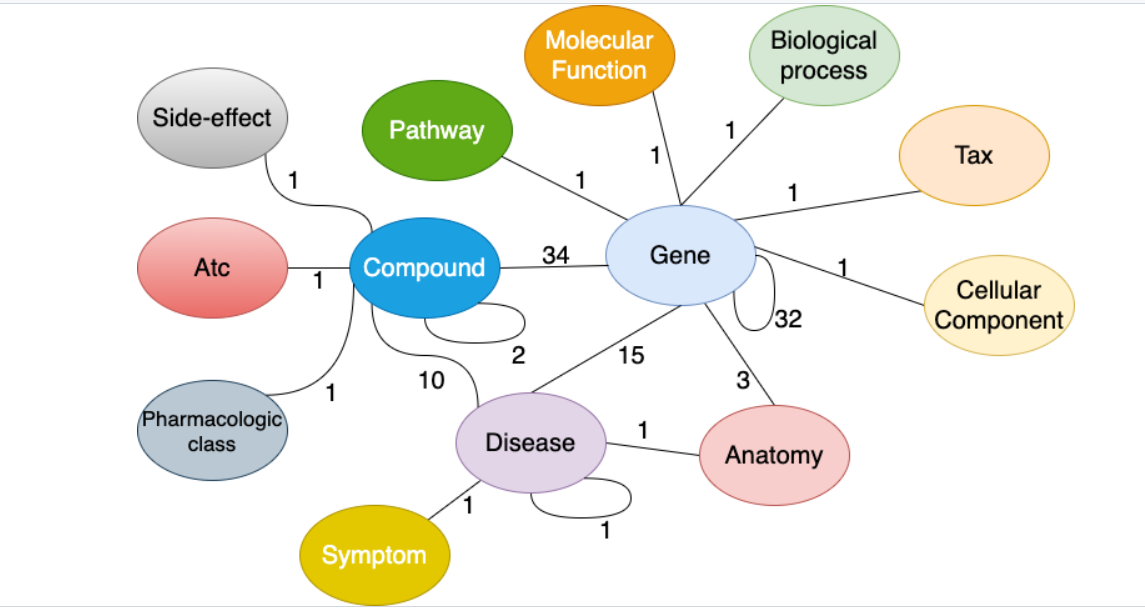 Molecular
Function
Biological
process
Side-effect
Pathway
Tax
1
1
1
1
1
Atc
1
Compound
34
Gene
1
Cellular
Component
32
2
15
10
3
1
Pharmacologic
class
Disease
1
Anatomy
1
1
Symptom